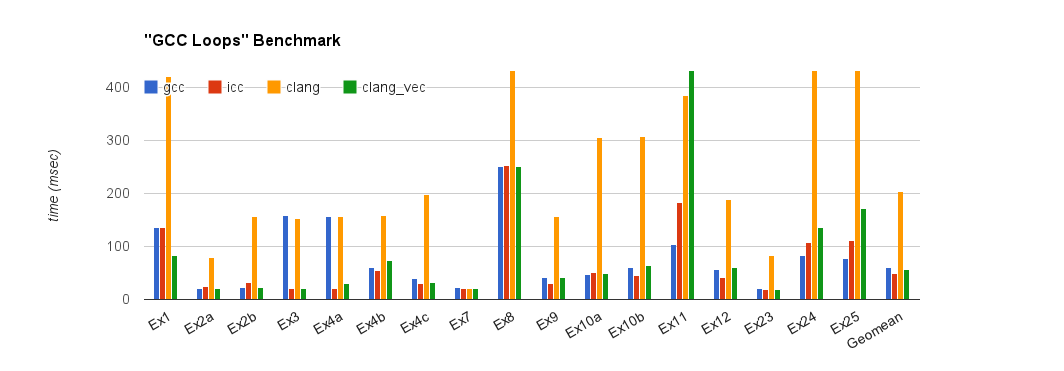 "GCC Loops" Benchmark
gcc icc clang clang_vec
time (msec)
400
300
200
100
0
Ex1 Ex2a Ex2b Ex3 Ex4a Ex4b Ex4c Ex7 Ex8 Ex9 Ex10a Ex10b Ex11 Ex12 Ex23 Ex24 Ex25 Geomean